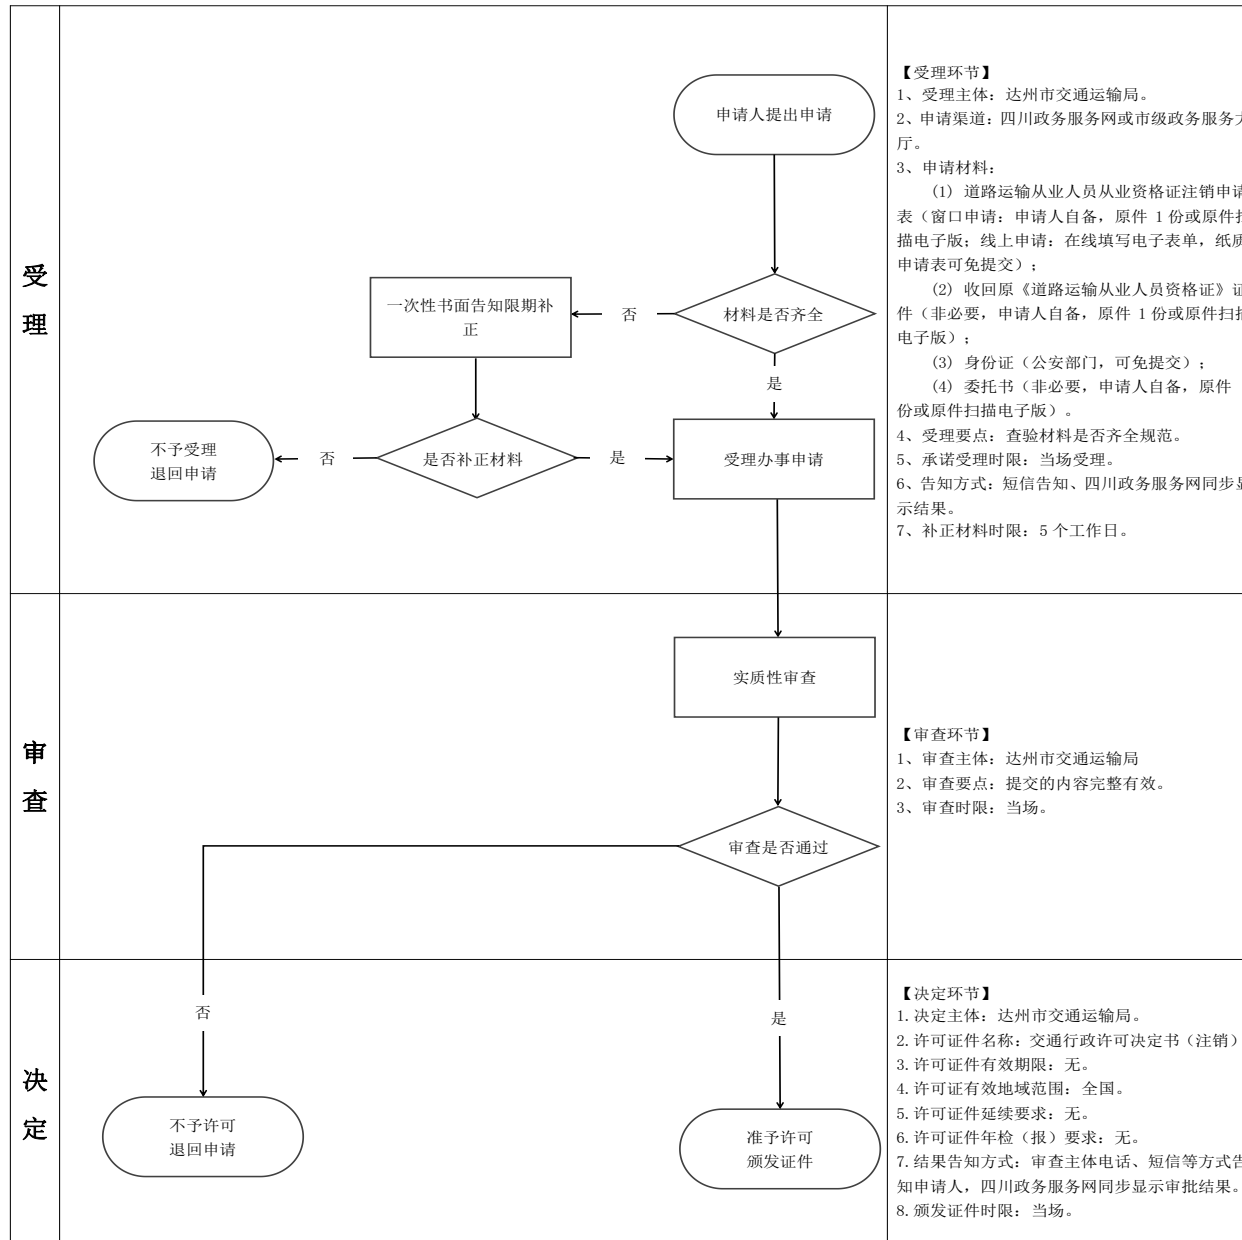 受
理
申请人提出申请
材料是否齐全
否
一次性书面告知限期补
正
是
是否补正材料
否
不予受理
退回申请
是
受理办事申请
【受理环节】
1、受理主体：达州市交通运输局。
2、申请渠道：四川政务服务网或市级政务服务大
厅。
3、申请材料：
（1）道路运输从业人员从业资格证注销申请
表（窗口申请：申请人自备，原件 1 份或原件扫
描电子版；线上申请：在线填写电子表单，纸质
申请表可免提交）；
（2）收回原《道路运输从业人员资格证》证
件（非必要，申请人自备，原件 1 份或原件扫描
电子版）；
（3）身份证（公安部门，可免提交）；
（4）委托书（非必要，申请人自备，原件
份或原件扫描电子版）。
4、受理要点：查验材料是否齐全规范。
5、承诺受理时限：当场受理。
6、告知方式：短信告知、四川政务服务网同步显
示结果。
7、补正材料时限：5 个工作日。
审
查
实质性审查
审查是否通过
【审查环节】
1、审查主体：达州市交通运输局
2、审查要点：提交的内容完整有效。
3、审查时限：当场。
决
定
否
不予许可
退回申请
是
准予许可
颁发证件
【决定环节】
1.决定主体：达州市交通运输局。
2.许可证件名称：交通行政许可决定书（注销）
3.许可证件有效期限：无。
4.许可证有效地域范围：全国。
5.许可证件延续要求：无。
6.许可证件年检（报）要求：无。
7.结果告知方式：审查主体电话、短信等方式告
知申请人，四川政务服务网同步显示审批结果。
8.颁发证件时限：当场。